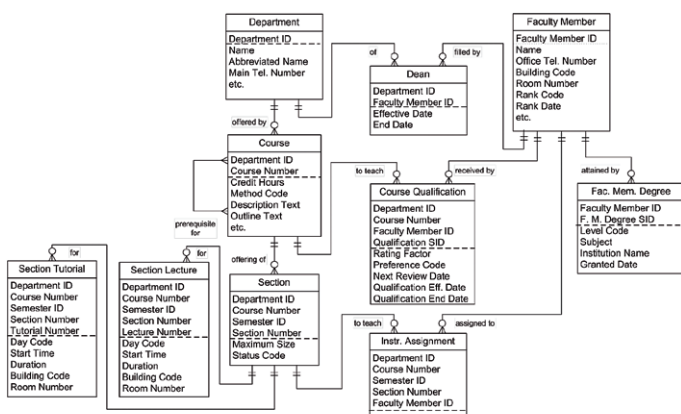 Department
Department ID
Name
Abbreviated Name
Main Tel. Number
etc.
Faculty Member
Faculty Member ID
Name
Office Tel. Number
Building Code
Room Number
Rank Code
Rank Date
etc.
of
filled by
Dean
Department ID
Faculty Member ID
Effective Date
End Date
offered by
Course
Department ID
Course Number
Credit Hours
Method Code
Description Text
Outline Text
etc.
prerequisite
for
to teach
received by
Course Qualification
Department ID
Course Number
Faculty Member ID
Qualification SID
Rating Factor
Preference Code
Next Review Date
Qualification Eff. Date
Qualification End Date
attained by
Fac. Mem. Degree
Faculty Member ID
F. M. Degree SID
Level Code
Subject
Institution Name
Granted Date
for
Section Tutorial
Department ID
Course Number
Semester ID
Section Number
Tutorial Number
Day Code
Start Time
Duration
Building Code
Room Number
for
Section Lecture
Department ID
Course Number
Semester ID
Section Number
Lecture Number
Day Code
Start Time
Duration
Building Code
Room Number
offering of
Section
Department ID
Course Number
Semester ID
Section Number
Maximum Size
Status Code
to teach
assigned to
Instr. Assignment
Department ID
Course Number
Semester ID
Section Number
Faculty Member ID